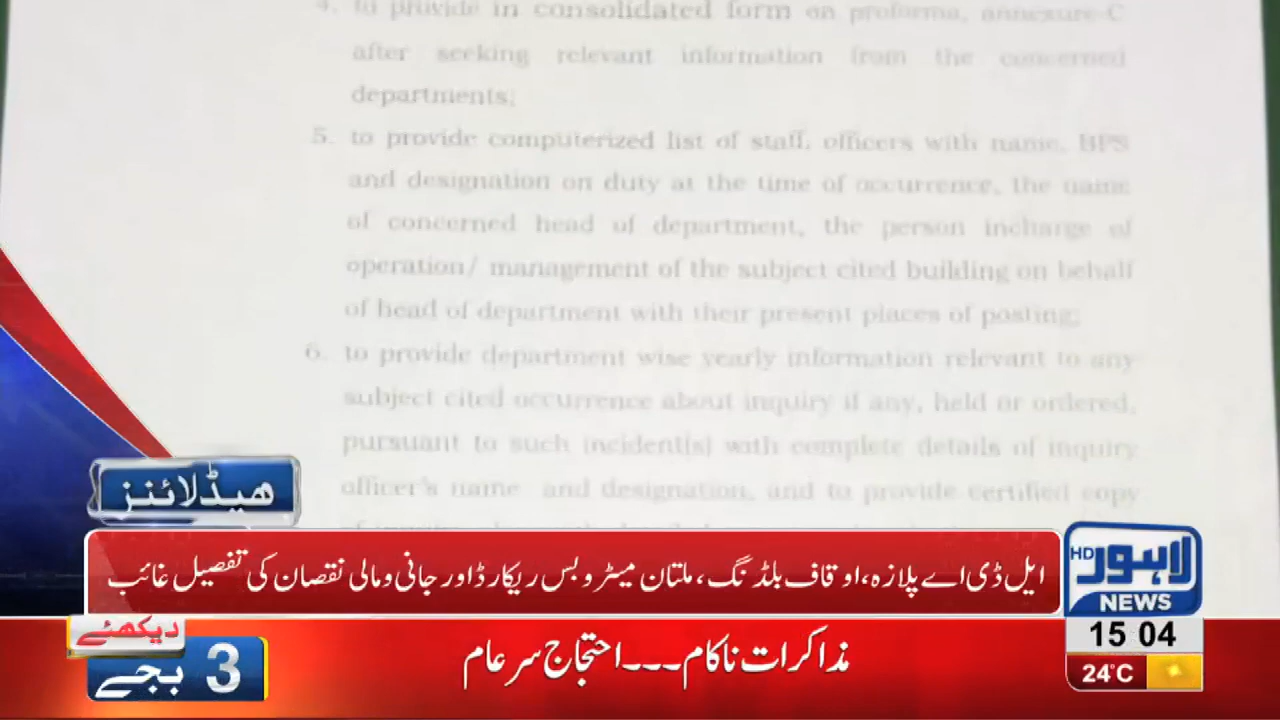 4. to provide in consolidated form on proforma, annexure-C
after seeking relevant information from the concerned
departments;
5. to provide computerized list of staff, officers with name, BPS
and designation on duty at the time of occurrence, the name
of concerned head of department, the person incharge of
operation/ management of the subject cited building on behalf
of head of department with their present places of posting;
6. to provide department wise yearly information relevant to any
subject cited occurrence about inquiry if any, held or ordered,
pursuant to such incident(s) with complete details of inquiry
officer's name and designation, and to provide certified copy
ھیڈلائنز
ایل ڈی اے پلازہ، اوقاف بلڈنگ، ملتان میٹرو بس ریکارڈ اور جانی و مالی نقصان کی تفصیل غائب
لاہور HD
NEWS
15 04
24°C
دیکھئے
3 بجے
مذاکرات ناکام ۔۔۔ احتجاج سرعام